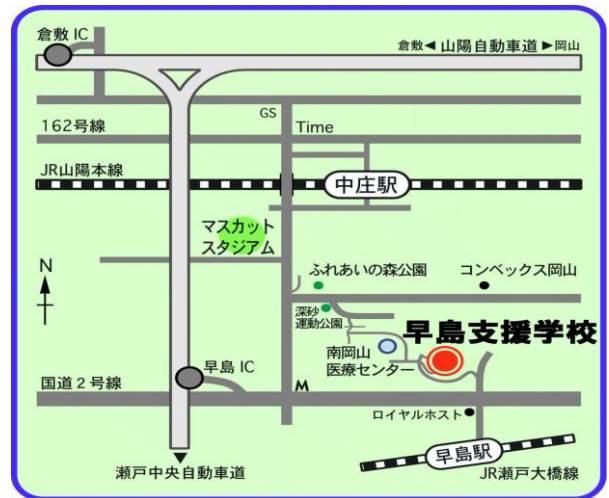 倉敷 IC
倉敷◀山陽自動車道▶岡山
GS
162号線
Time
JR山陽本線
中庄駅
マスカット
スタジアム
N
ふれあいの森公園
コンベックス岡山
深砂
運動公園
早島支援学校
南岡山
医療センター
早島 IC
国道２号線
M
ロイヤルホスト
早島駅
瀬戸中央自動車道
JR瀬戸大橋線